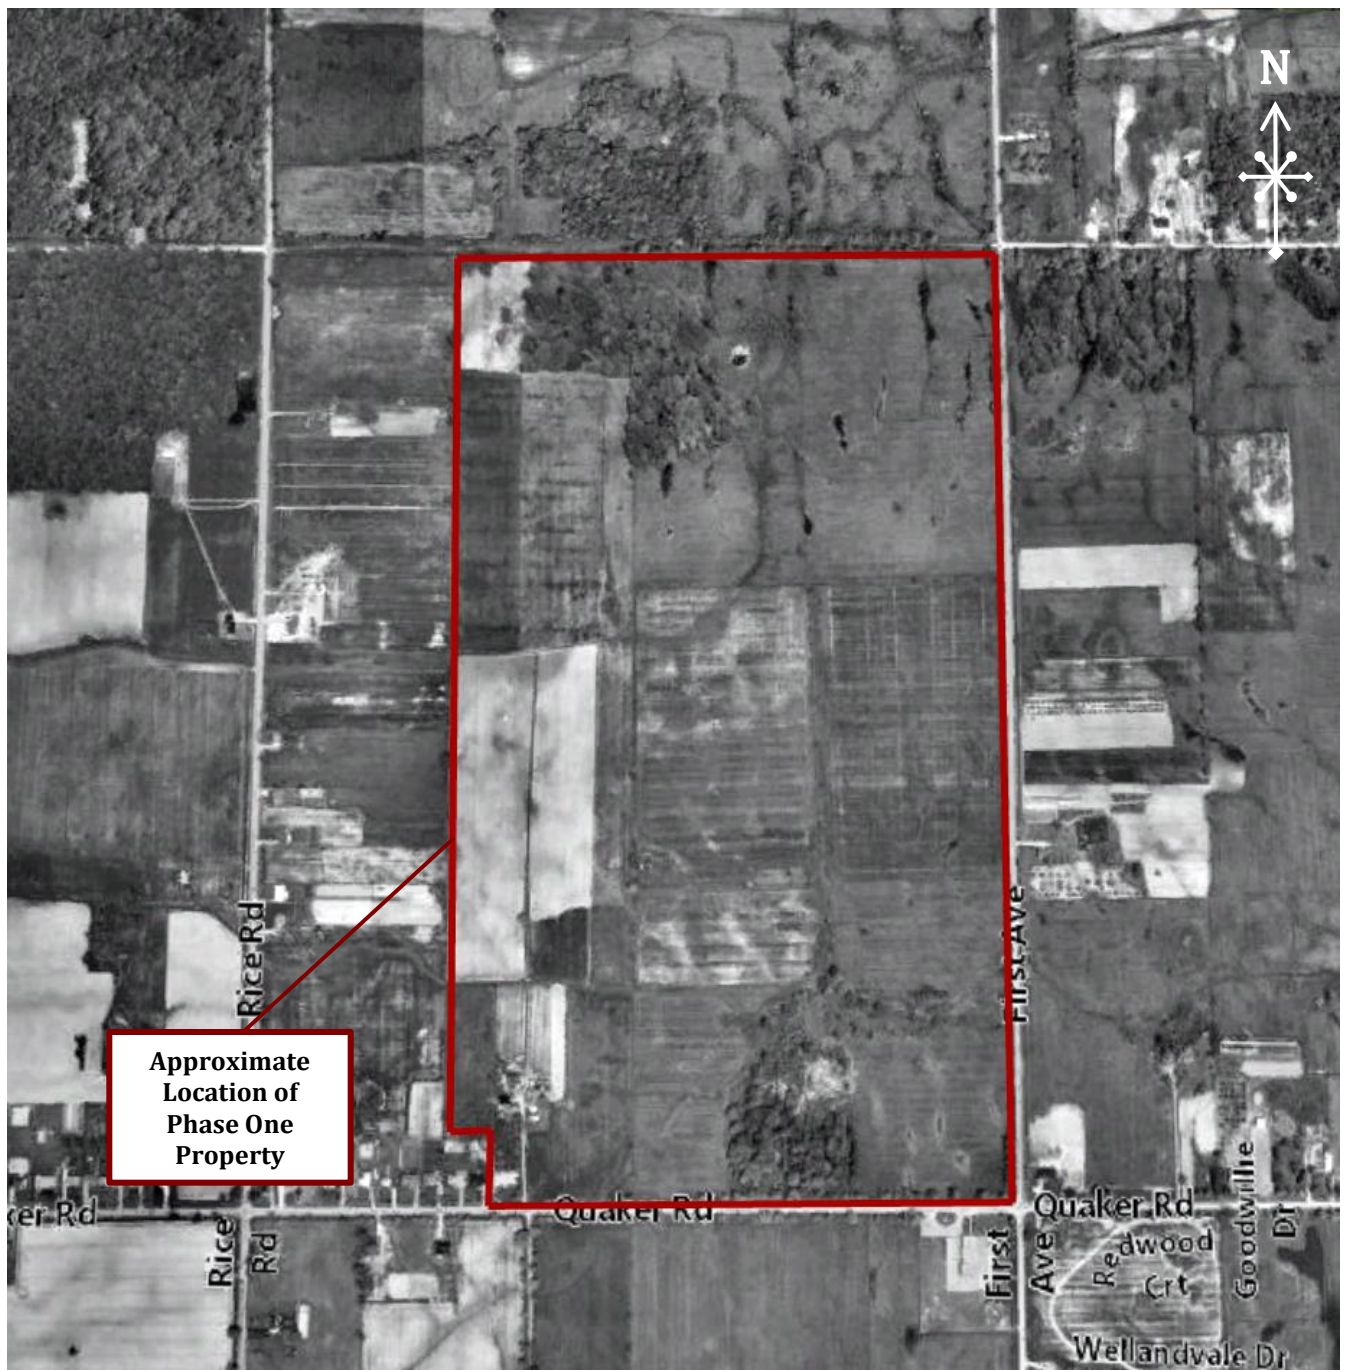 N
Rice Rd
First Ave
Approximate
Location of
Phase One
Property
ker Rd
Quaker Rd
Quaker Rd
Rice
Rd
First
Ave
Redwood
Crt
Goodwillie
Dr
Wellandvale Dr